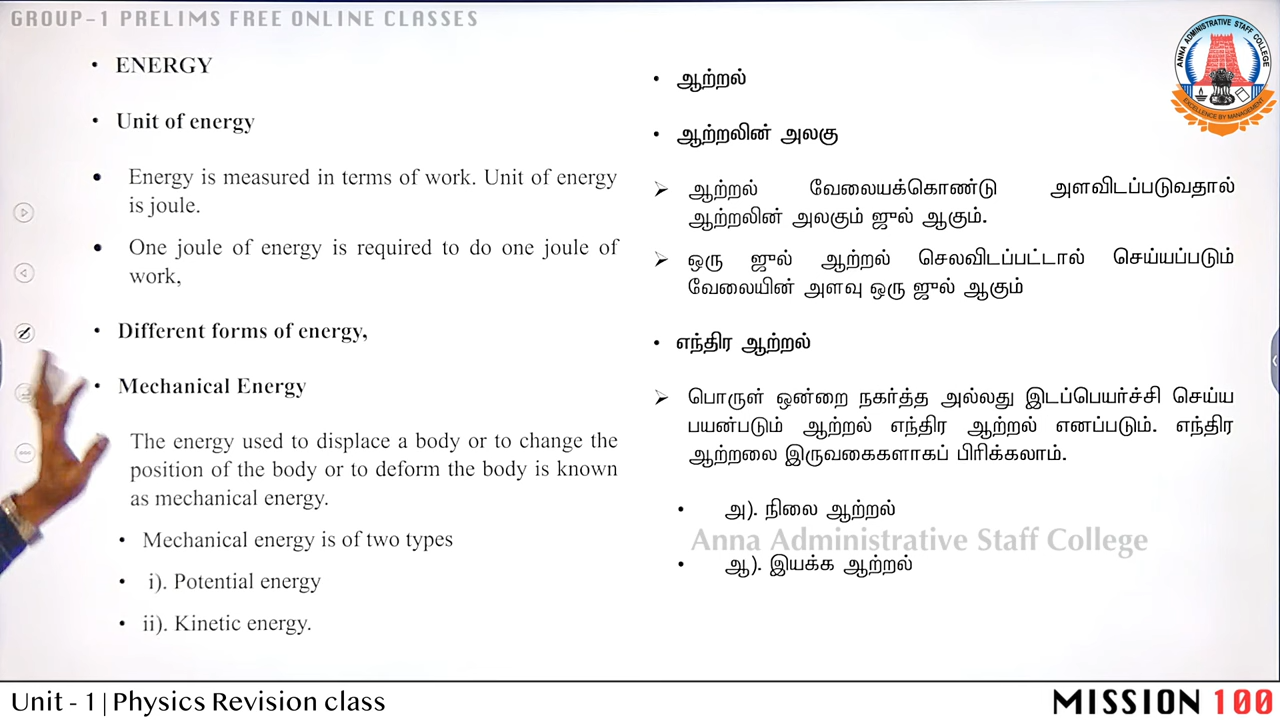 GROUP-1 PRELIMS FREE ONLINE CLASSES
ANNA ADMINISTRATIVE STAFF COLLEGE
EXCELLENCE BY MANAGEMENT
• ENERGY
• Unit of energy
• Energy is measured in terms of work. Unit of energy
is joule.
• One joule of energy is required to do one joule of
work,
• Different forms of energy,
• Mechanical Energy
The energy used to displace a body or to change the
position of the body or to deform the body is known
as mechanical energy.
• Mechanical energy is of two types
• i). Potential energy
• ii). Kinetic energy.
• ஆற்றல்
• ஆற்றலின் அலகு
➢ ஆற்றல் வேலையக்கொண்டு அளவிடப்படுவதால்
ஆற்றலின் அலகும் ஜுல் ஆகும்.
➢ ஒரு ஜுல் ஆற்றல் செலவிடப்பட்டால் செய்யப்படும்
வேலையின் அளவு ஒரு ஜுல் ஆகும்
• எந்திர ஆற்றல்
➢ பொருள் ஒன்றை நகர்த்த அல்லது இடப்பெயர்ச்சி செய்ய
பயன்படும் ஆற்றல் எந்திர ஆற்றல் எனப்படும். எந்திர
ஆற்றலை இருவகைகளாகப் பிரிக்கலாம்.
• அ). நிலை ஆற்றல்
Anna Administrative Staff College
• ஆ). இயக்க ஆற்றல்
Unit - 1 | Physics Revision class
MISSION 100